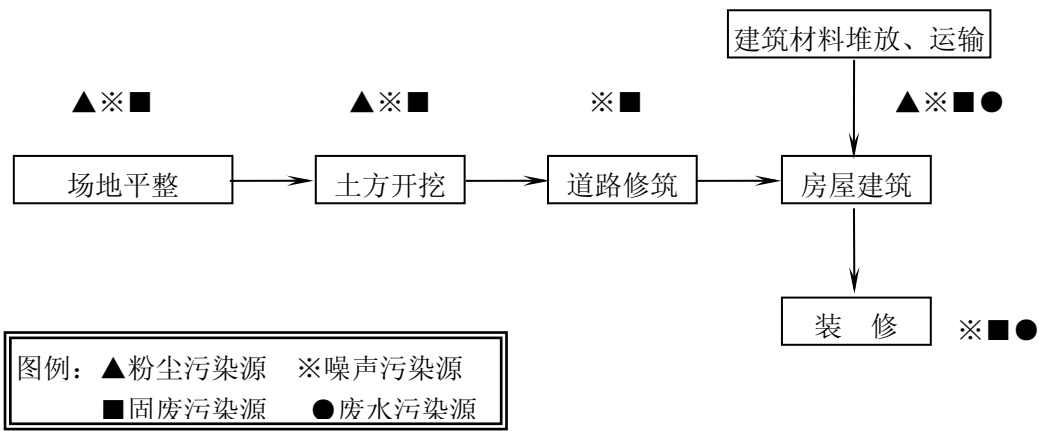 建筑材料堆放、运输
▲※■
▲※■
※■
▲※■●
场地平整
土方开挖
道路修筑
房屋建筑
装 修
※■●
图例：▲粉尘污染源 ※噪声污染源
■固废污染源 ●废水污染源